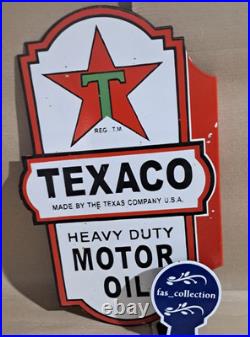 T
REG. T.M
TEXACO
MADE BY THE TEXAS COMPANY U.S.A.
HEAVY DUTY
MOTOR
OIL
fas_collection